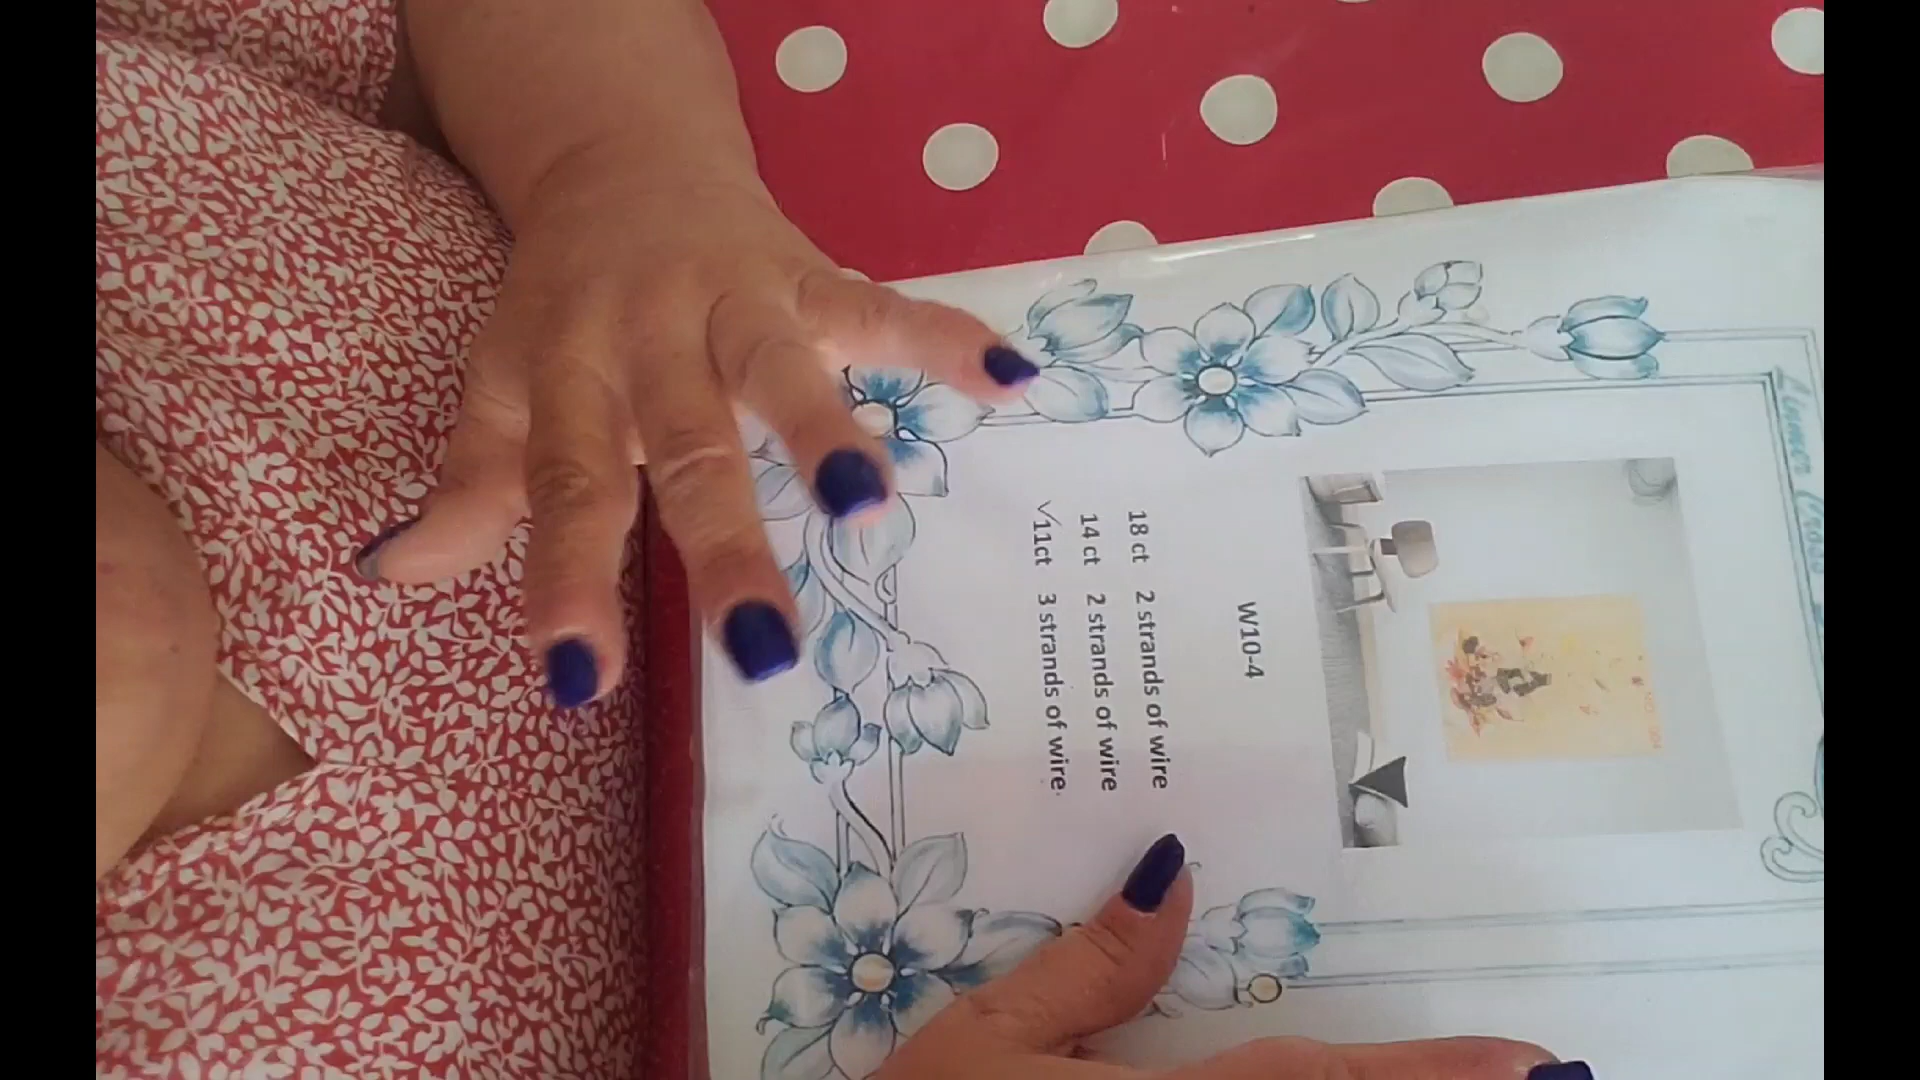 W10-4
18 ct 2 strands of wire
14 ct 2 strands of wire
√11ct 3 strands of wire